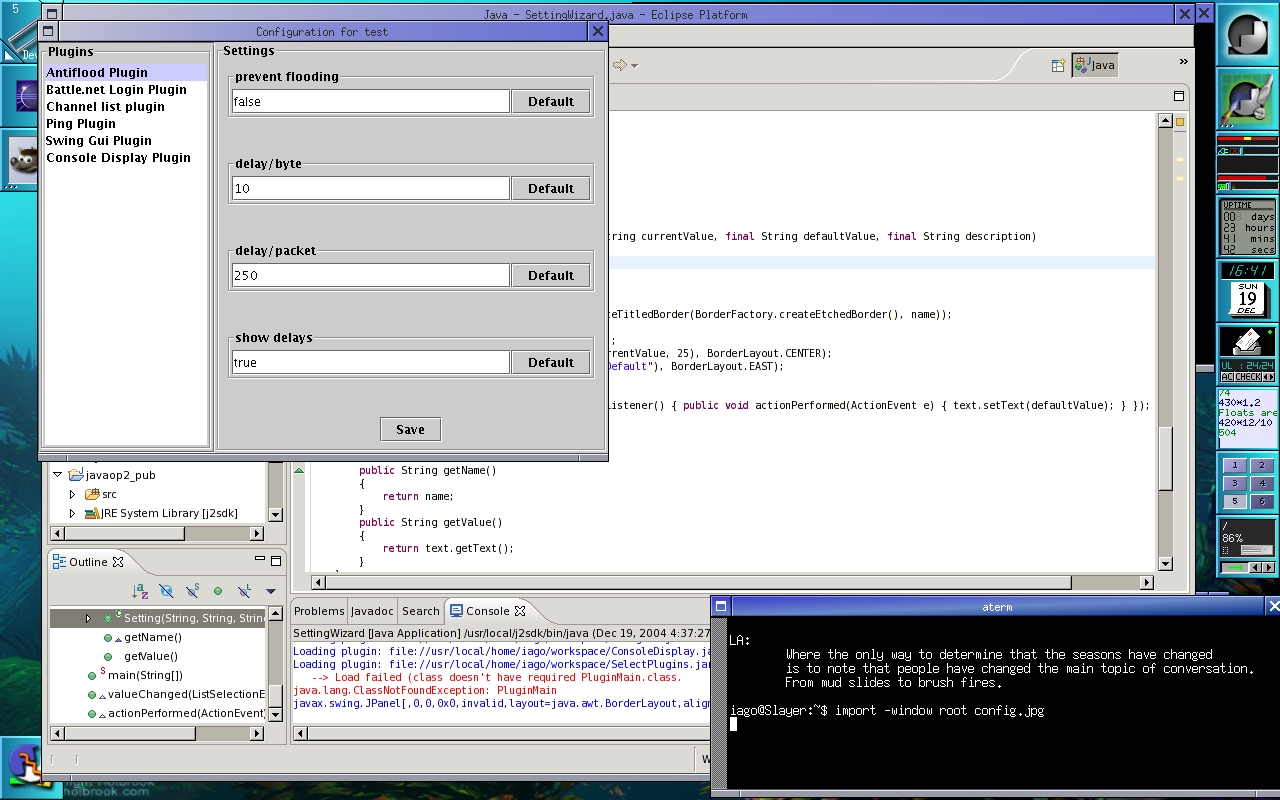 5
Java - SettingWizard.java - Eclipse Platform
Configuration for test
Plugins
Antiflood Plugin
Battle.net Login Plugin
Channel list plugin
Ping Plugin
Swing Gui Plugin
Console Display Plugin
Settings
prevent flooding
false
Default
delay/byte
10
Default
delay/packet
250
Default
show delays
true
Default
Save
Java
tring currentValue, final String defaultValue, final String description)
eTitledBorder(BorderFactory.createEtchedBorder(), name));
;
rentValue, 25), BorderLayout.CENTER);
Default"), BorderLayout.EAST);
istener() { public void actionPerformed(ActionEvent e) { text.setText(defaultValue); } });
public String getName()
{
return name;
}
public String getValue()
{
return text.getText();
}
javaop2_pub
src
JRE System Library [j2sdk]
Outline
Setting(String, String, String
getName()
getValue()
main(String[])
valueChanged(ListSelectionE
actionPerformed(ActionEvent)
Problems Javadoc Search Console
SettingWizard [Java Application] /usr/local/j2sdk/bin/java (Dec 19, 2004 4:37:27
Loading plugin: file://usr/local/home/iago/workspace/ConsoleDisplay.ja
Loading plugin: file://usr/local/home/iago/workspace/SelectPlugins.jar
--> Load failed (class doesn't have required PluginMain.class.
java.lang.ClassNotFoundException: PluginMain
javax.swing.JPanel[,0,0,0x0,invalid,layout=java.awt.BorderLayout,align
W
aterm
LA:
Where the only way to determine that the seasons have changed
is to note that people have changed the main topic of conversation.
From mud slides to brush fires.
iago@Slayer:~$ import -window root config.jpg
UPTIME
00 days
23 hours
41 mins
42 secs
16:41
SUN
19
DEC
UL : 24:24
AC CHECK
/4
430*1.2
Floats are
420*12/10
504
1 2
3 4
5 6
/
86%
holbrook.com